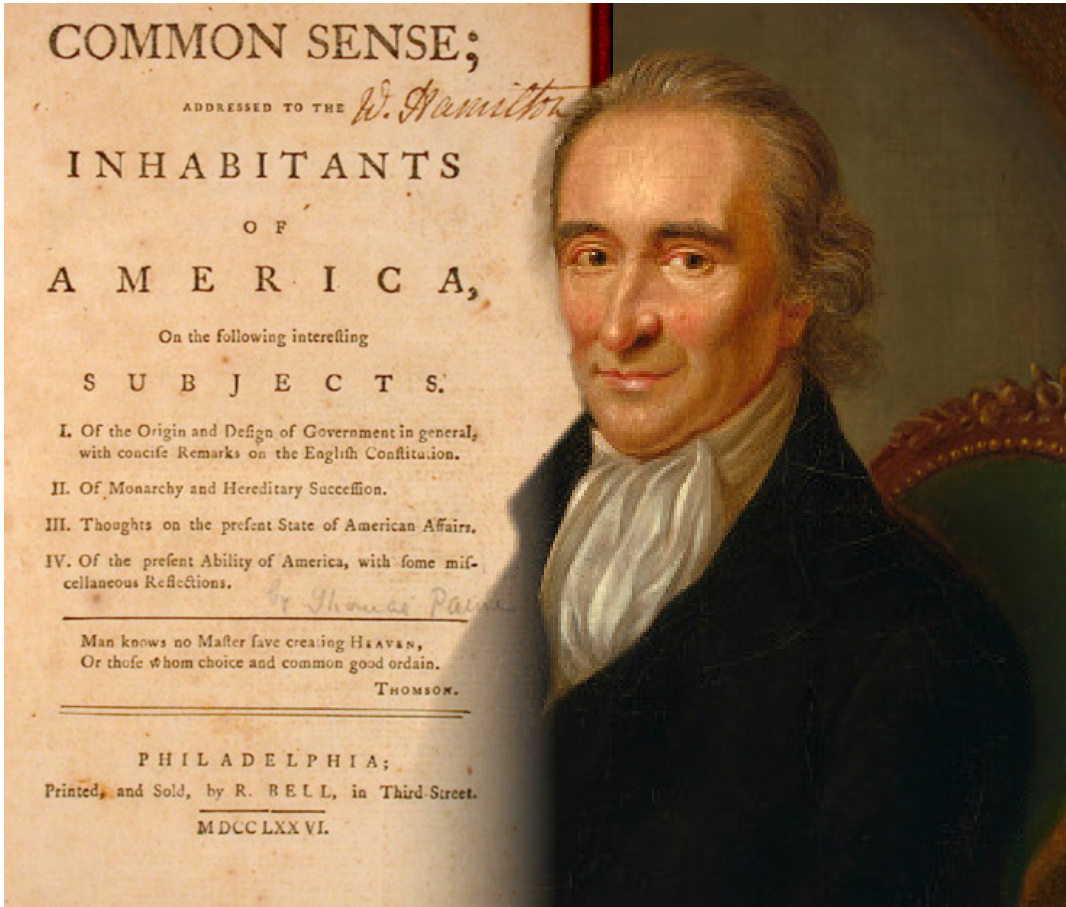 COMMON SENSE;
ADDRESSED TO THE W. Hamilton
INHABITANTS
OF
AMERICA,
On the following intereſting
SUBJECTS.
I. Of the Origin and Deſign of Government in general,
with conciſe Remarks on the Engliſh Conſtitution.
II. Of Monarchy and Hereditary Succeſſion.
III. Thoughts on the preſent State of American Affairs.
IV. Of the preſent Ability of America, with ſome miſ-
cellaneous Reflections.
by Thomas Paine
Man knows no Maſter ſave creating HEAVEN,
Or thoſe whom choice and common good ordain.
THOMSON.
PHILADELPHIA;
Printed, and Sold, by R. BELL, in Third-Street.
MDCCLXXVI.